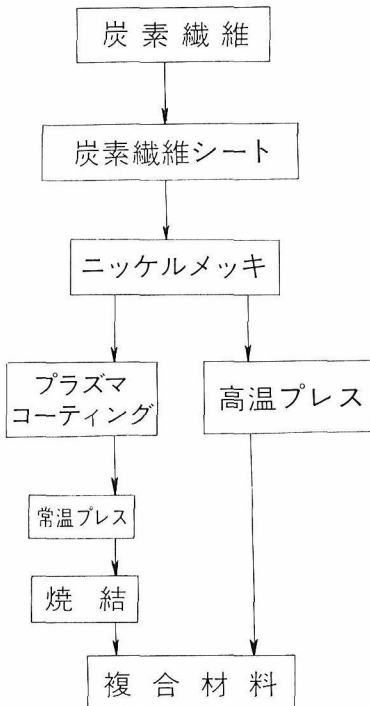 炭素繊維
炭素繊維シート
ニッケルメッキ
プラズマ
コーティング
高温プレス
常温プレス
焼結
複合材料